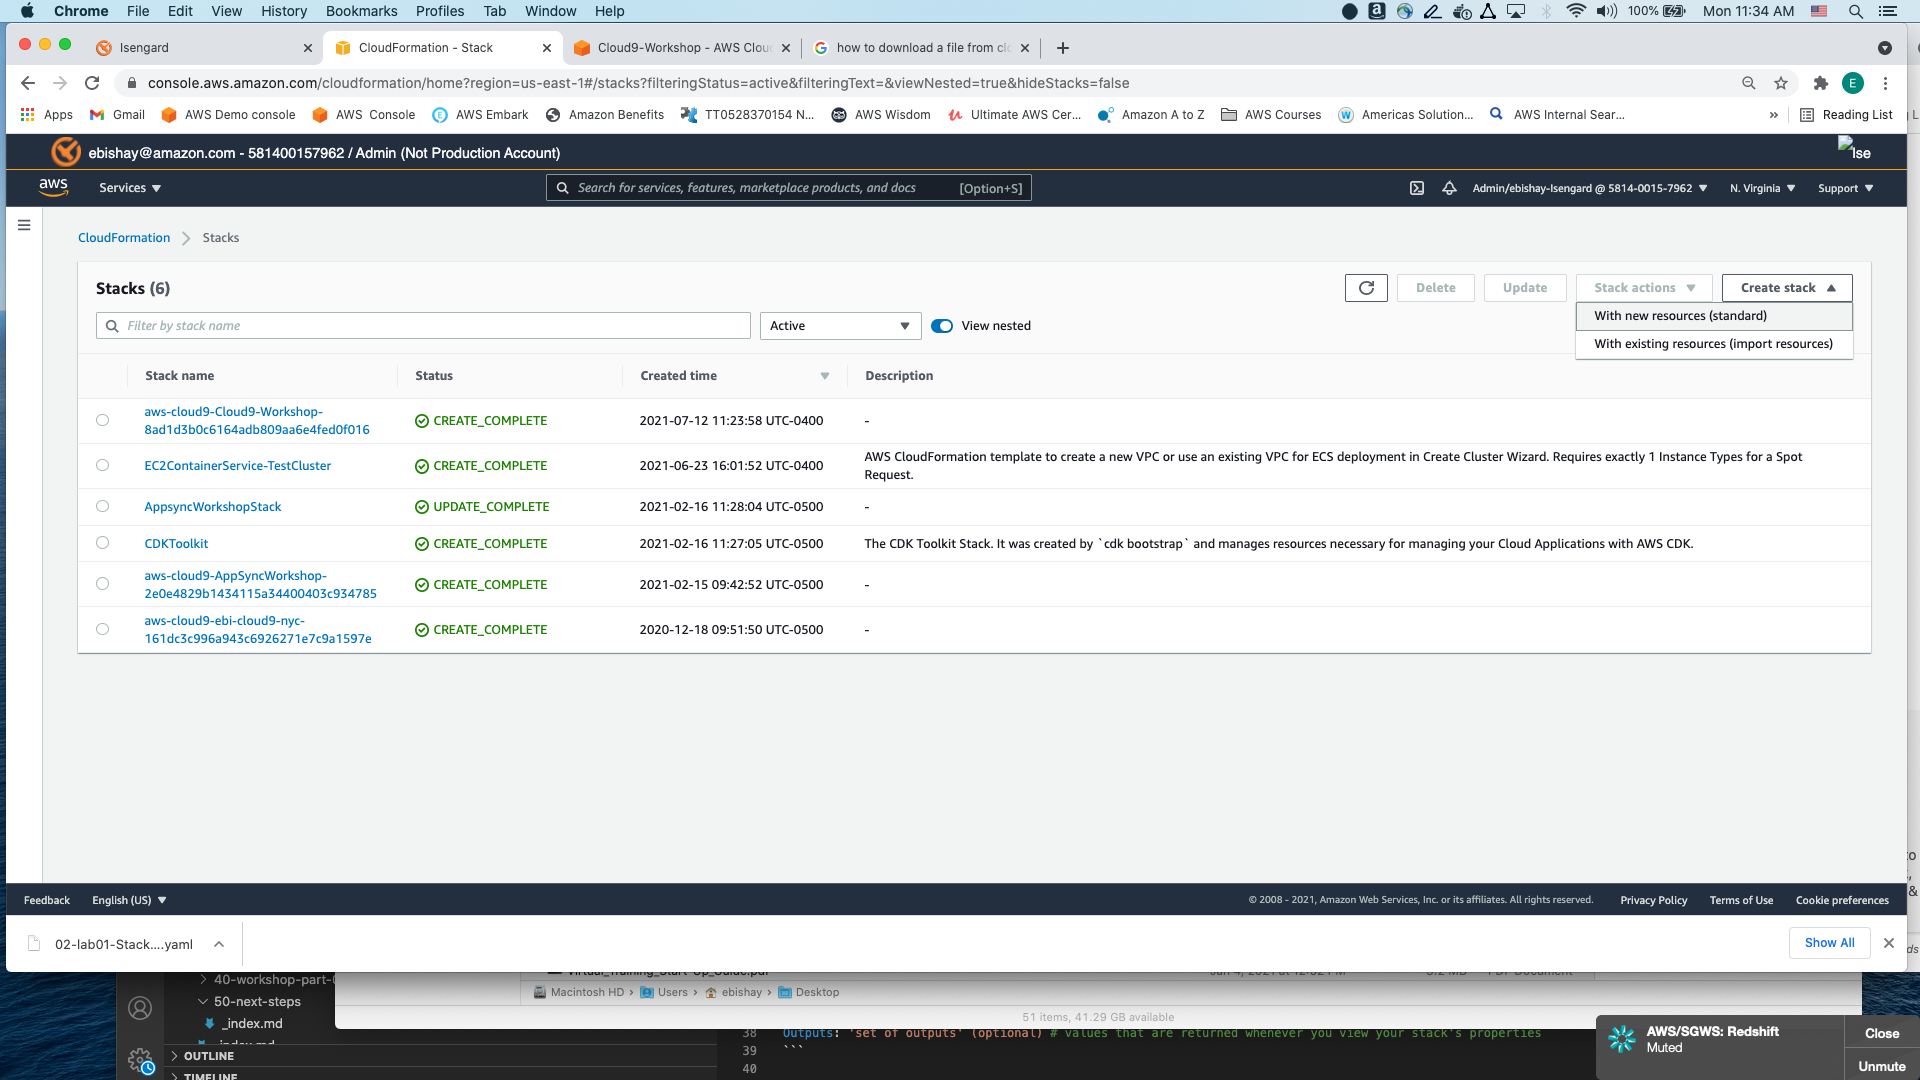 Chrome File Edit View History Bookmarks Profiles Tab Window Help
100% Mon 11:34 AM
Isengard
CloudFormation - Stack
Cloud9-Workshop - AWS Clou
how to download a file from clo
console.aws.amazon.com/cloudformation/home?region=us-east-1#/stacks?filteringStatus=active&filteringText=&viewNested=true&hideStacks=false
E
Apps Gmail AWS Demo console AWS Console AWS Embark Amazon Benefits TT0528370154 N... AWS Wisdom Ultimate AWS Cer... Amazon A to Z AWS Courses Americas Solution... AWS Internal Sear... » Reading List
ebishay@amazon.com - 581400157962 / Admin (Not Production Account)
Ise
aws Services Search for services, features, marketplace products, and docs [Option+S] Admin/ebishay-Isengard @ 5814-0015-7962 N. Virginia Support
CloudFormation Stacks
Stacks (6)
Delete Update Stack actions Create stack
With new resources (standard)
With existing resources (import resources)
Filter by stack name Active View nested
Stack name Status Created time Description
aws-cloud9-Cloud9-Workshop-
8ad1d3b0c6164adb809aa6e4fed0f016
CREATE_COMPLETE 2021-07-12 11:23:58 UTC-0400 -
EC2ContainerService-TestCluster CREATE_COMPLETE 2021-06-23 16:01:52 UTC-0400
AWS CloudFormation template to create a new VPC or use an existing VPC for ECS deployment in Create Cluster Wizard. Requires exactly 1 Instance Types for a Spot
Request.
AppsyncWorkshopStack UPDATE_COMPLETE 2021-02-16 11:28:04 UTC-0500 -
CDKToolkit CREATE_COMPLETE 2021-02-16 11:27:05 UTC-0500 The CDK Toolkit Stack. It was created by `cdk bootstrap` and manages resources necessary for managing your Cloud Applications with AWS CDK.
aws-cloud9-AppSyncWorkshop-
2e0e4829b1434115a34400403c934785
CREATE_COMPLETE 2021-02-15 09:42:52 UTC-0500 -
aws-cloud9-ebi-cloud9-nyc-
161dc3c996a943c6926271e7c9a1597e
CREATE_COMPLETE 2020-12-18 09:51:50 UTC-0500 -
Feedback English (US) © 2008 - 2021, Amazon Web Services, Inc. or its affiliates. All rights reserved. Privacy Policy Terms of Use Cookie preferences
02-lab01-Stack....yaml
Show All
40-workshop-part-
50-next-steps
_index.md
OUTLINE
TIMELINE
Macintosh HD › Users › ebishay › Desktop
51 items, 41.29 GB available
38 Outputs: 'set of outputs' (optional) # values that are returned whenever you view your stack's properties
39 ```
40
AWS/SGWS: Redshift
Muted
Close
Unmute